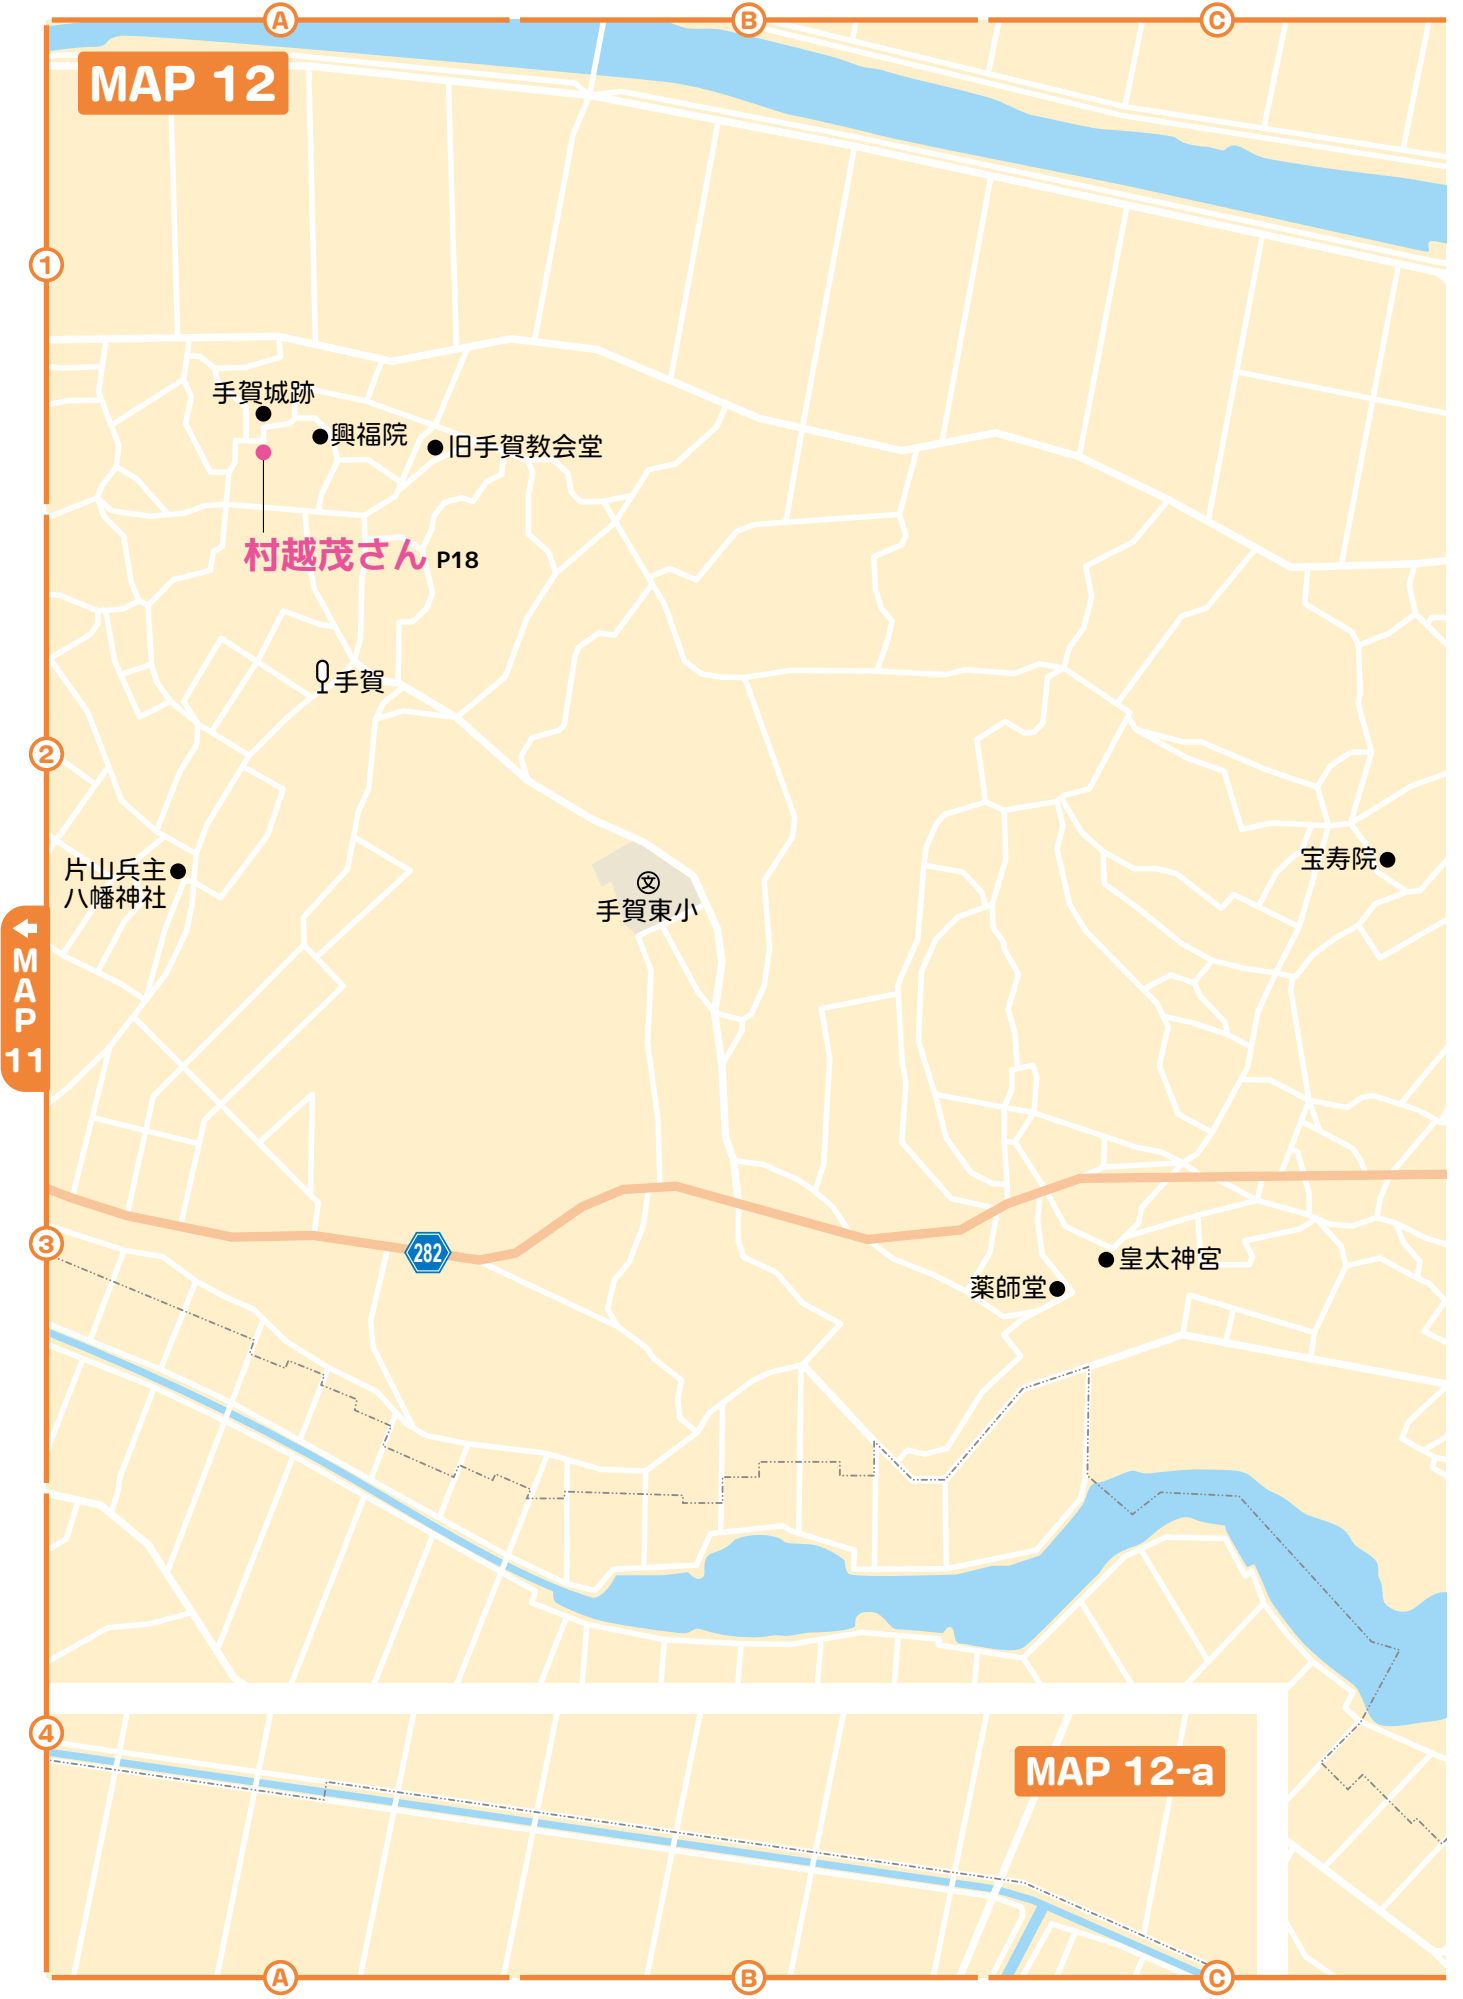 A
B
C
MAP 12
1
手賀城跡
興福院
旧手賀教会堂
村越茂さん P18
手賀
2
片山兵主
八幡神社
文
手賀東小
宝寿院
MAP 11
3
282
皇太神宮
薬師堂
4
MAP 12-a
A
B
C